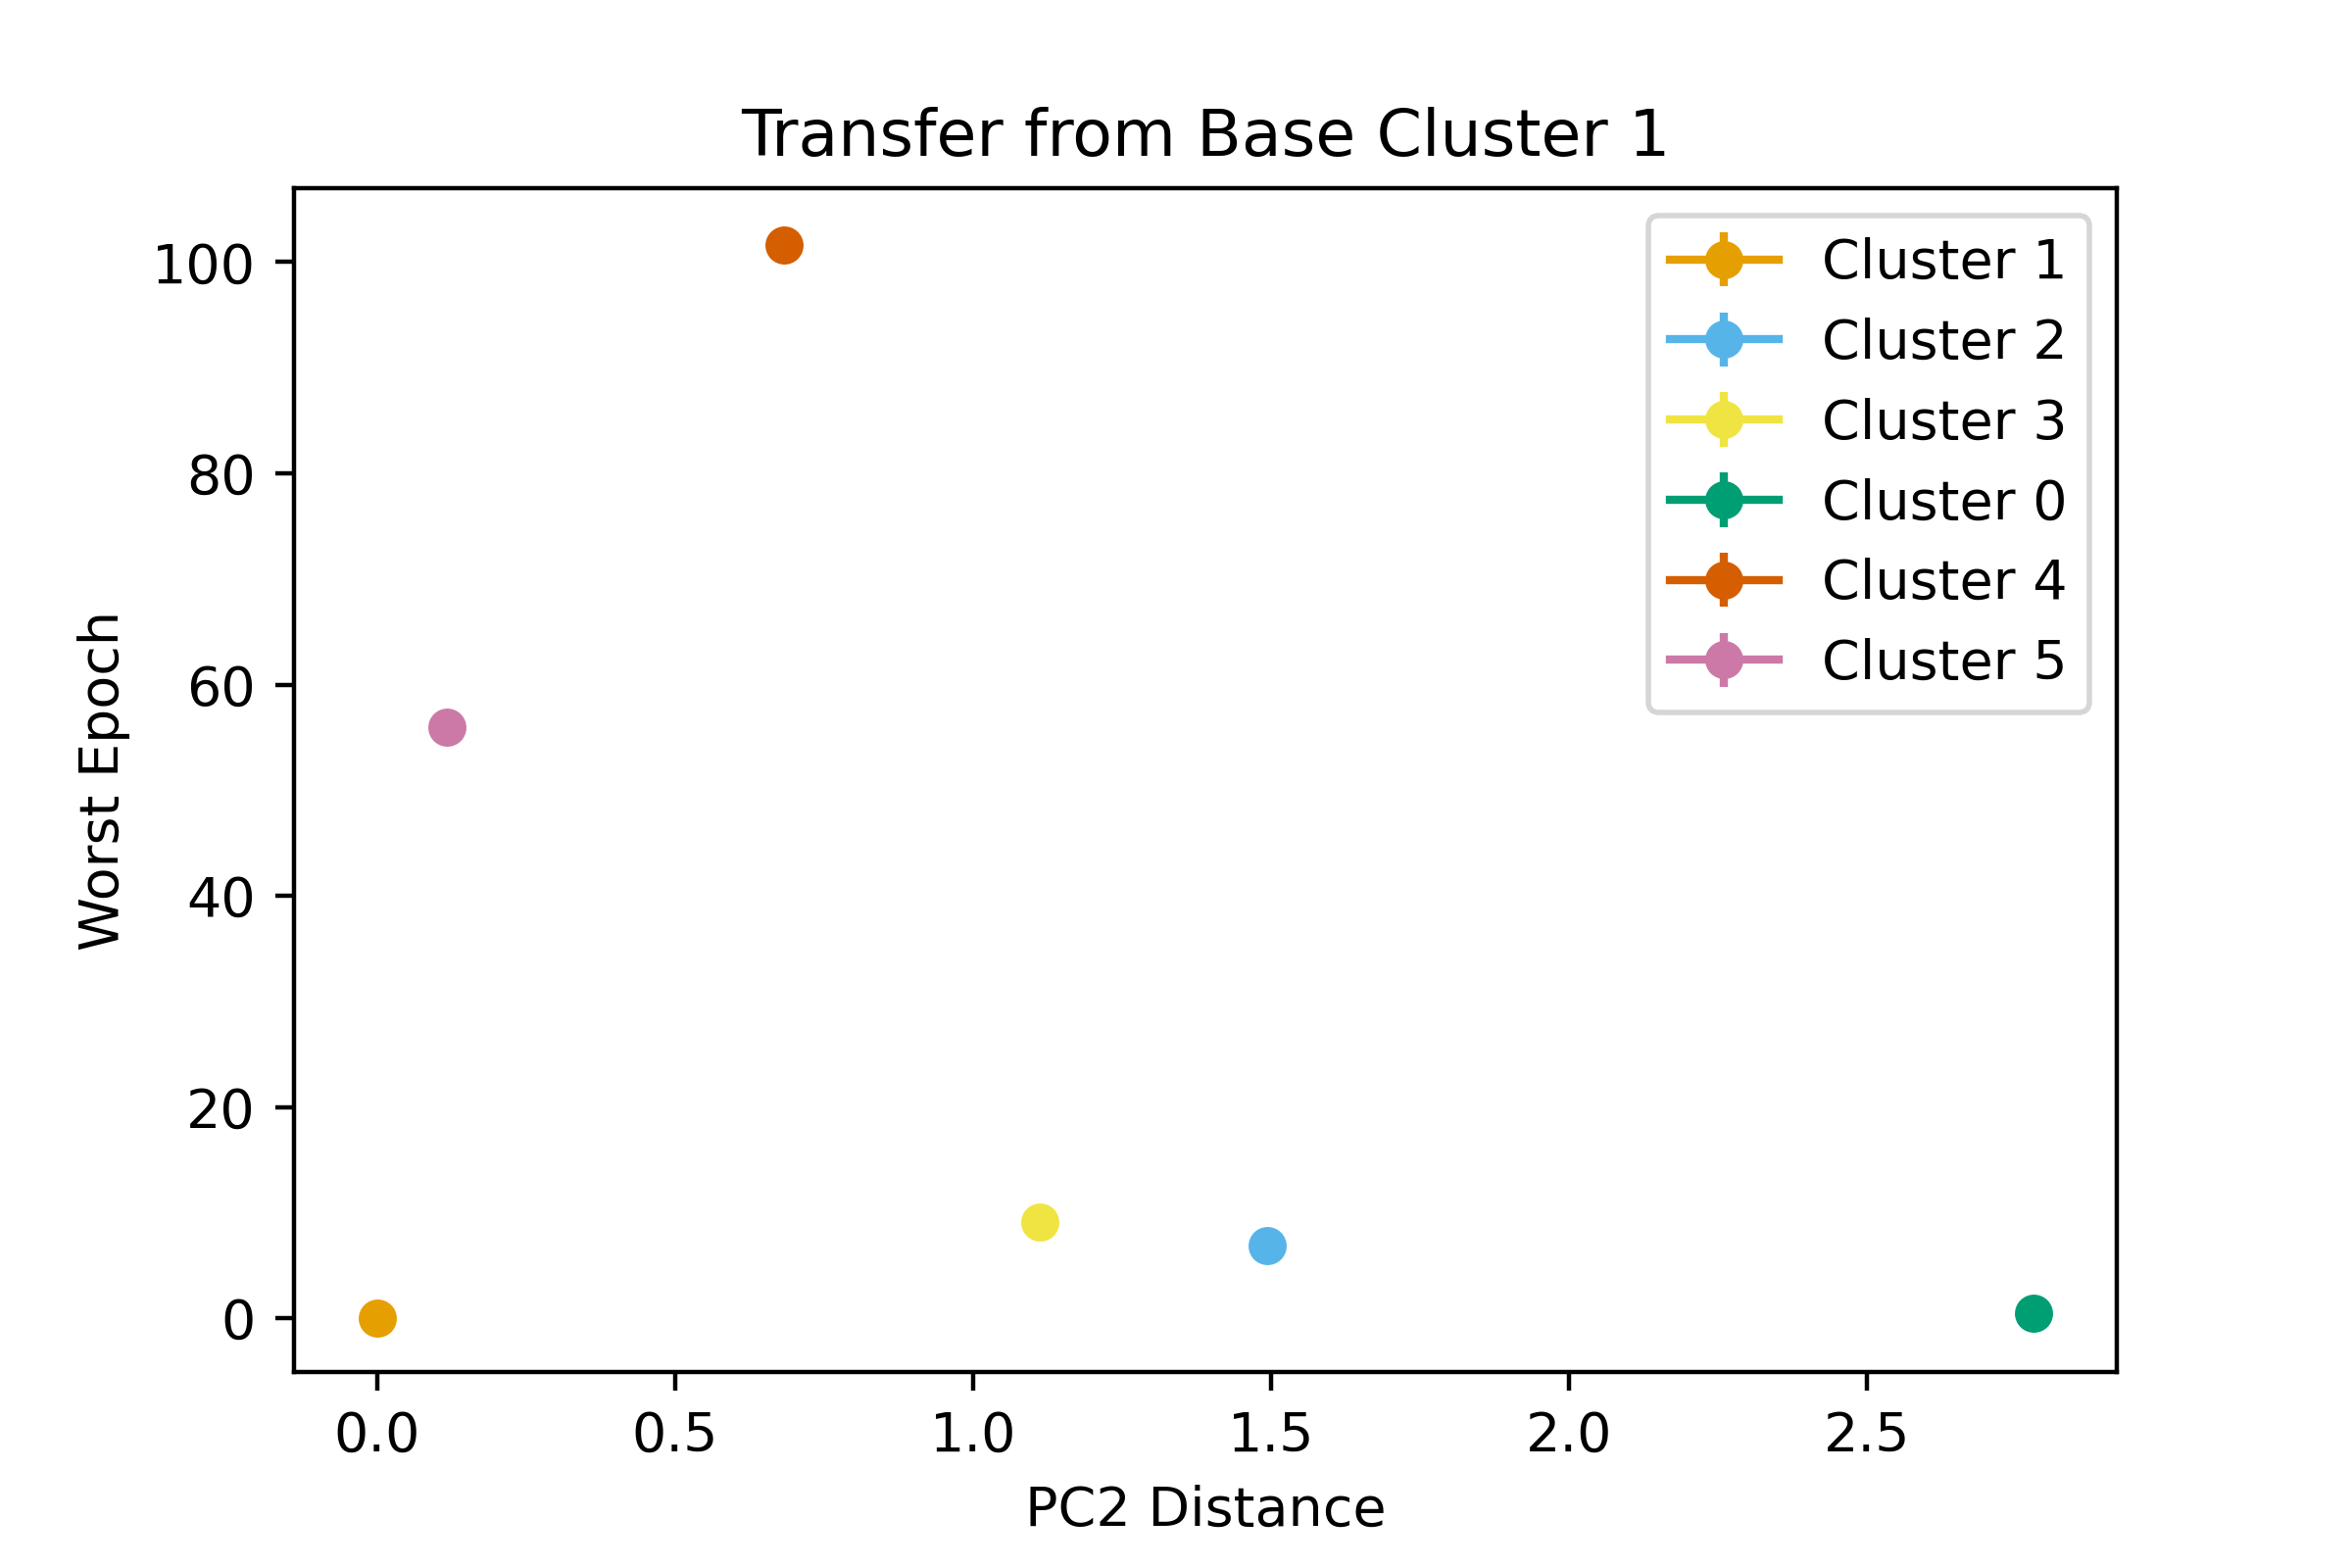 Transfer from Base Cluster 1
100
80
60
40
20
0
Worst Epoch
Cluster 1
Cluster 2
Cluster 3
Cluster 0
Cluster 4
Cluster 5
0.0 0.5 1.0 1.5 2.0 2.5
PC2 Distance